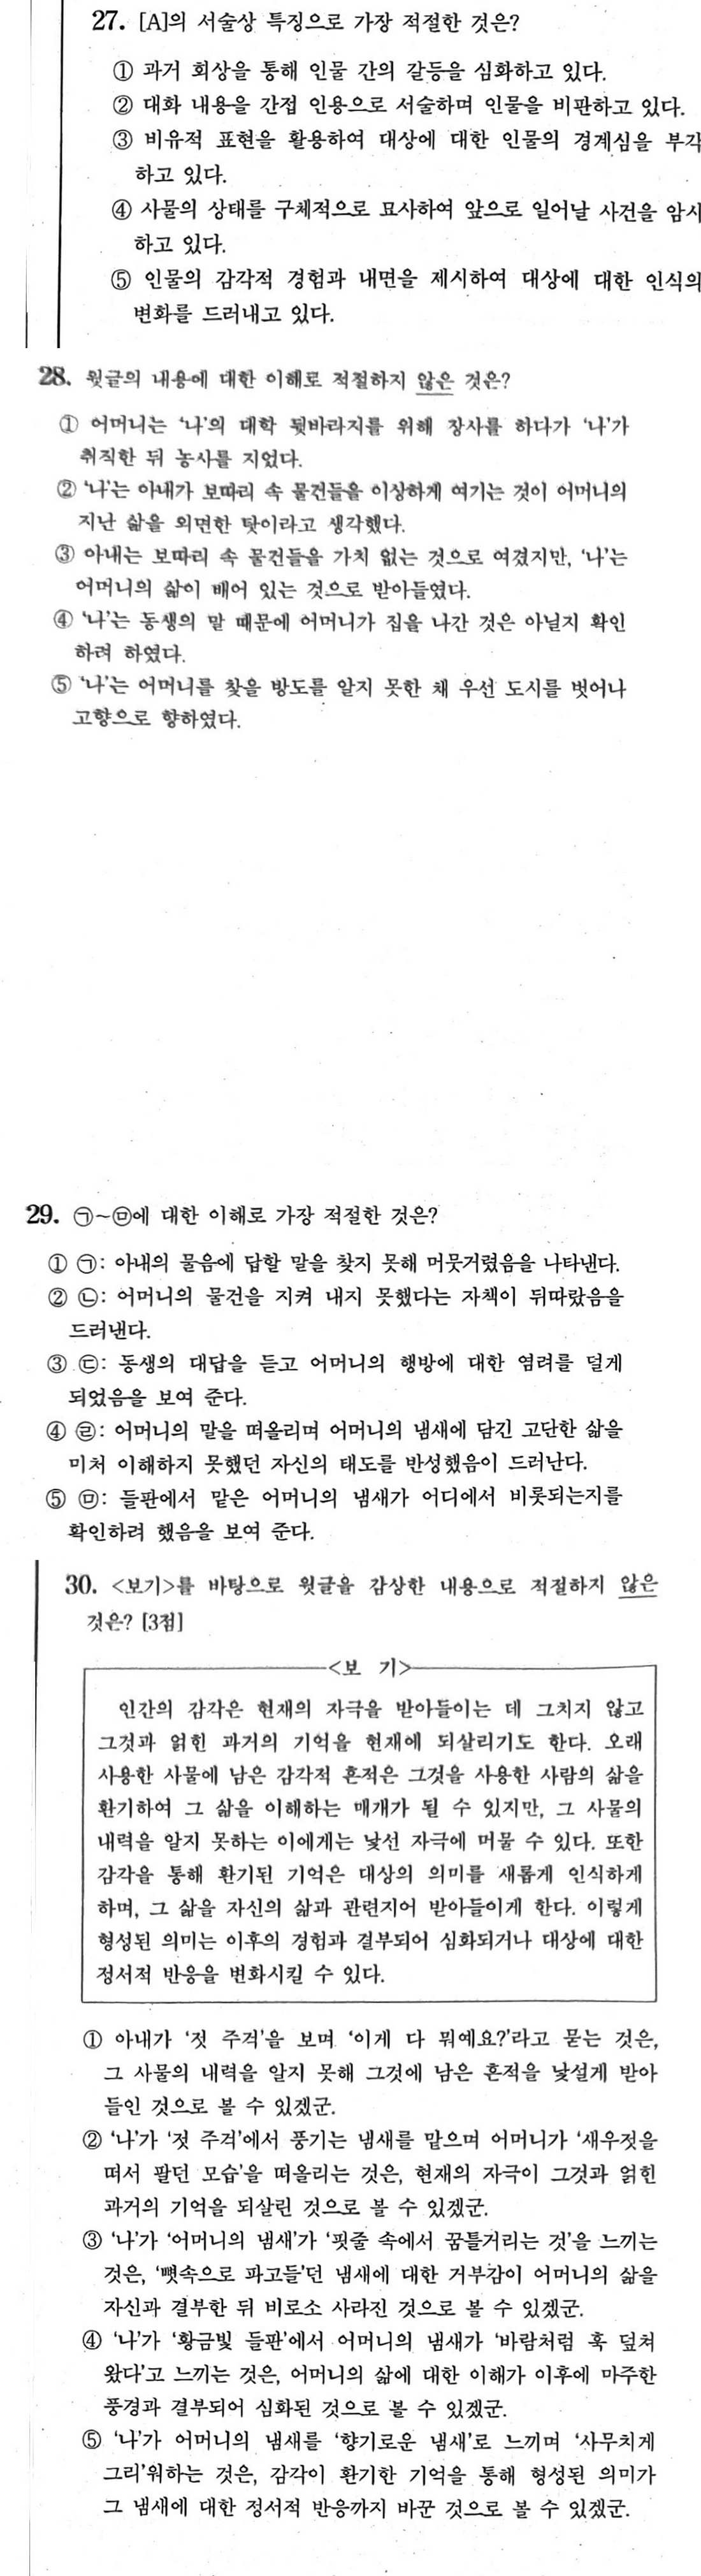 27. [A]의 서술상 특징으로 가장 적절한 것은?
① 과거 회상을 통해 인물 간의 갈등을 심화하고 있다.
② 대화 내용을 간접 인용으로 서술하며 인물을 비판하고 있다.
③ 비유적 표현을 활용하여 대상에 대한 인물의 경계심을 부각
하고 있다.
④ 사물의 상태를 구체적으로 묘사하여 앞으로 일어날 사건을 암시
하고 있다.
⑤ 인물의 감각적 경험과 내면을 제시하여 대상에 대한 인식의
변화를 드러내고 있다.
28. 윗글의 내용에 대한 이해로 적절하지 않은 것은?
① 어머니는 '나'의 대학 뒷바라지를 위해 장사를 하다가 '나'가
취직한 뒤 농사를 지었다.
② '나'는 아내가 보따리 속 물건들을 이상하게 여기는 것이 어머니의
지난 삶을 외면한 탓이라고 생각했다.
③ 아내는 보따리 속 물건들을 가치 없는 것으로 여겼지만, '나'는
어머니의 삶이 배어 있는 것으로 받아들였다.
④ '나'는 동생의 말 때문에 어머니가 집을 나간 것은 아닐지 확인
하려 하였다.
⑤ '나'는 어머니를 찾을 방도를 알지 못한 채 우선 도시를 벗어나
고향으로 향하였다.
29. ㉠~㉤에 대한 이해로 가장 적절한 것은?
① ㉠: 아내의 물음에 답할 말을 찾지 못해 머뭇거렸음을 나타낸다.
② ㉡: 어머니의 물건을 지켜 내지 못했다는 자책이 뒤따랐음을
드러낸다.
③ ㉢: 동생의 대답을 듣고 어머니의 행방에 대한 염려를 덜게
되었음을 보여 준다.
④ ㉣: 어머니의 말을 떠올리며 어머니의 냄새에 담긴 고단한 삶을
미처 이해하지 못했던 자신의 태도를 반성했음이 드러난다.
⑤ ㉤: 들판에서 맡은 어머니의 냄새가 어디에서 비롯되는지를
확인하려 했음을 보여 준다.
30. <보기>를 바탕으로 윗글을 감상한 내용으로 적절하지 않은
것은? [3점]
<보 기>
인간의 감각은 현재의 자극을 받아들이는 데 그치지 않고
그것과 얽힌 과거의 기억을 현재에 되살리기도 한다. 오래
사용한 사물에 남은 감각적 흔적은 그것을 사용한 사람의 삶을
환기하여 그 삶을 이해하는 매개가 될 수 있지만, 그 사물의
내력을 알지 못하는 이에게는 낯선 자극에 머물 수 있다. 또한
감각을 통해 환기된 기억은 대상의 의미를 새롭게 인식하게
하며, 그 삶을 자신의 삶과 관련지어 받아들이게 한다. 이렇게
형성된 의미는 이후의 경험과 결부되어 심화되거나 대상에 대한
정서적 반응을 변화시킬 수 있다.
① 아내가 '젓 주걱'을 보며 '이게 다 뭐예요?'라고 묻는 것은,
그 사물의 내력을 알지 못해 그것에 남은 흔적을 낯설게 받아
들인 것으로 볼 수 있겠군.
② '나'가 '젓 주걱'에서 풍기는 냄새를 맡으며 어머니가 '새우젓을
떠서 팔던 모습'을 떠올리는 것은, 현재의 자극이 그것과 얽힌
과거의 기억을 되살린 것으로 볼 수 있겠군.
③ '나'가 '어머니의 냄새'가 '핏줄 속에서 꿈틀거리는 것'을 느끼는
것은, '뼛속으로 파고들'던 냄새에 대한 거부감이 어머니의 삶을
자신과 결부한 뒤 비로소 사라진 것으로 볼 수 있겠군.
④ '나'가 '황금빛 들판'에서 어머니의 냄새가 '바람처럼 훅 덮쳐
왔다'고 느끼는 것은, 어머니의 삶에 대한 이해가 이후에 마주한
풍경과 결부되어 심화된 것으로 볼 수 있겠군.
⑤ '나'가 어머니의 냄새를 '향기로운 냄새'로 느끼며 '사무치게
그리'워하는 것은, 감각이 환기한 기억을 통해 형성된 의미가
그 냄새에 대한 정서적 반응까지 바꾼 것으로 볼 수 있겠군.